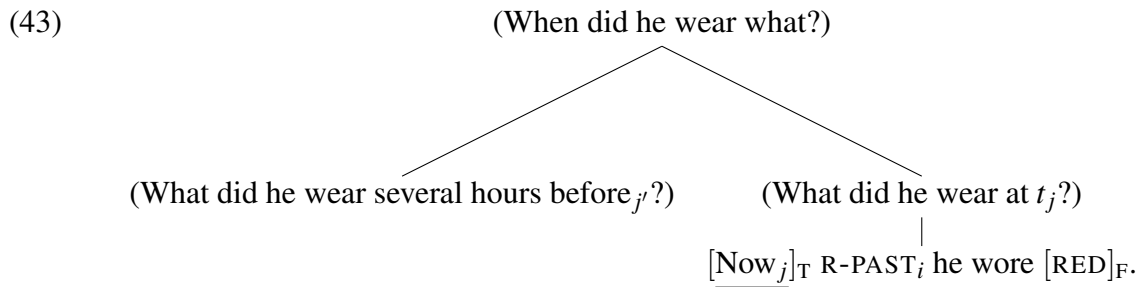 (43) (When did he wear what?)
(What did he wear several hours before_{j′}?) (What did he wear at t_j?)
[Now_j]_T R-PAST_i he wore [RED]_F.